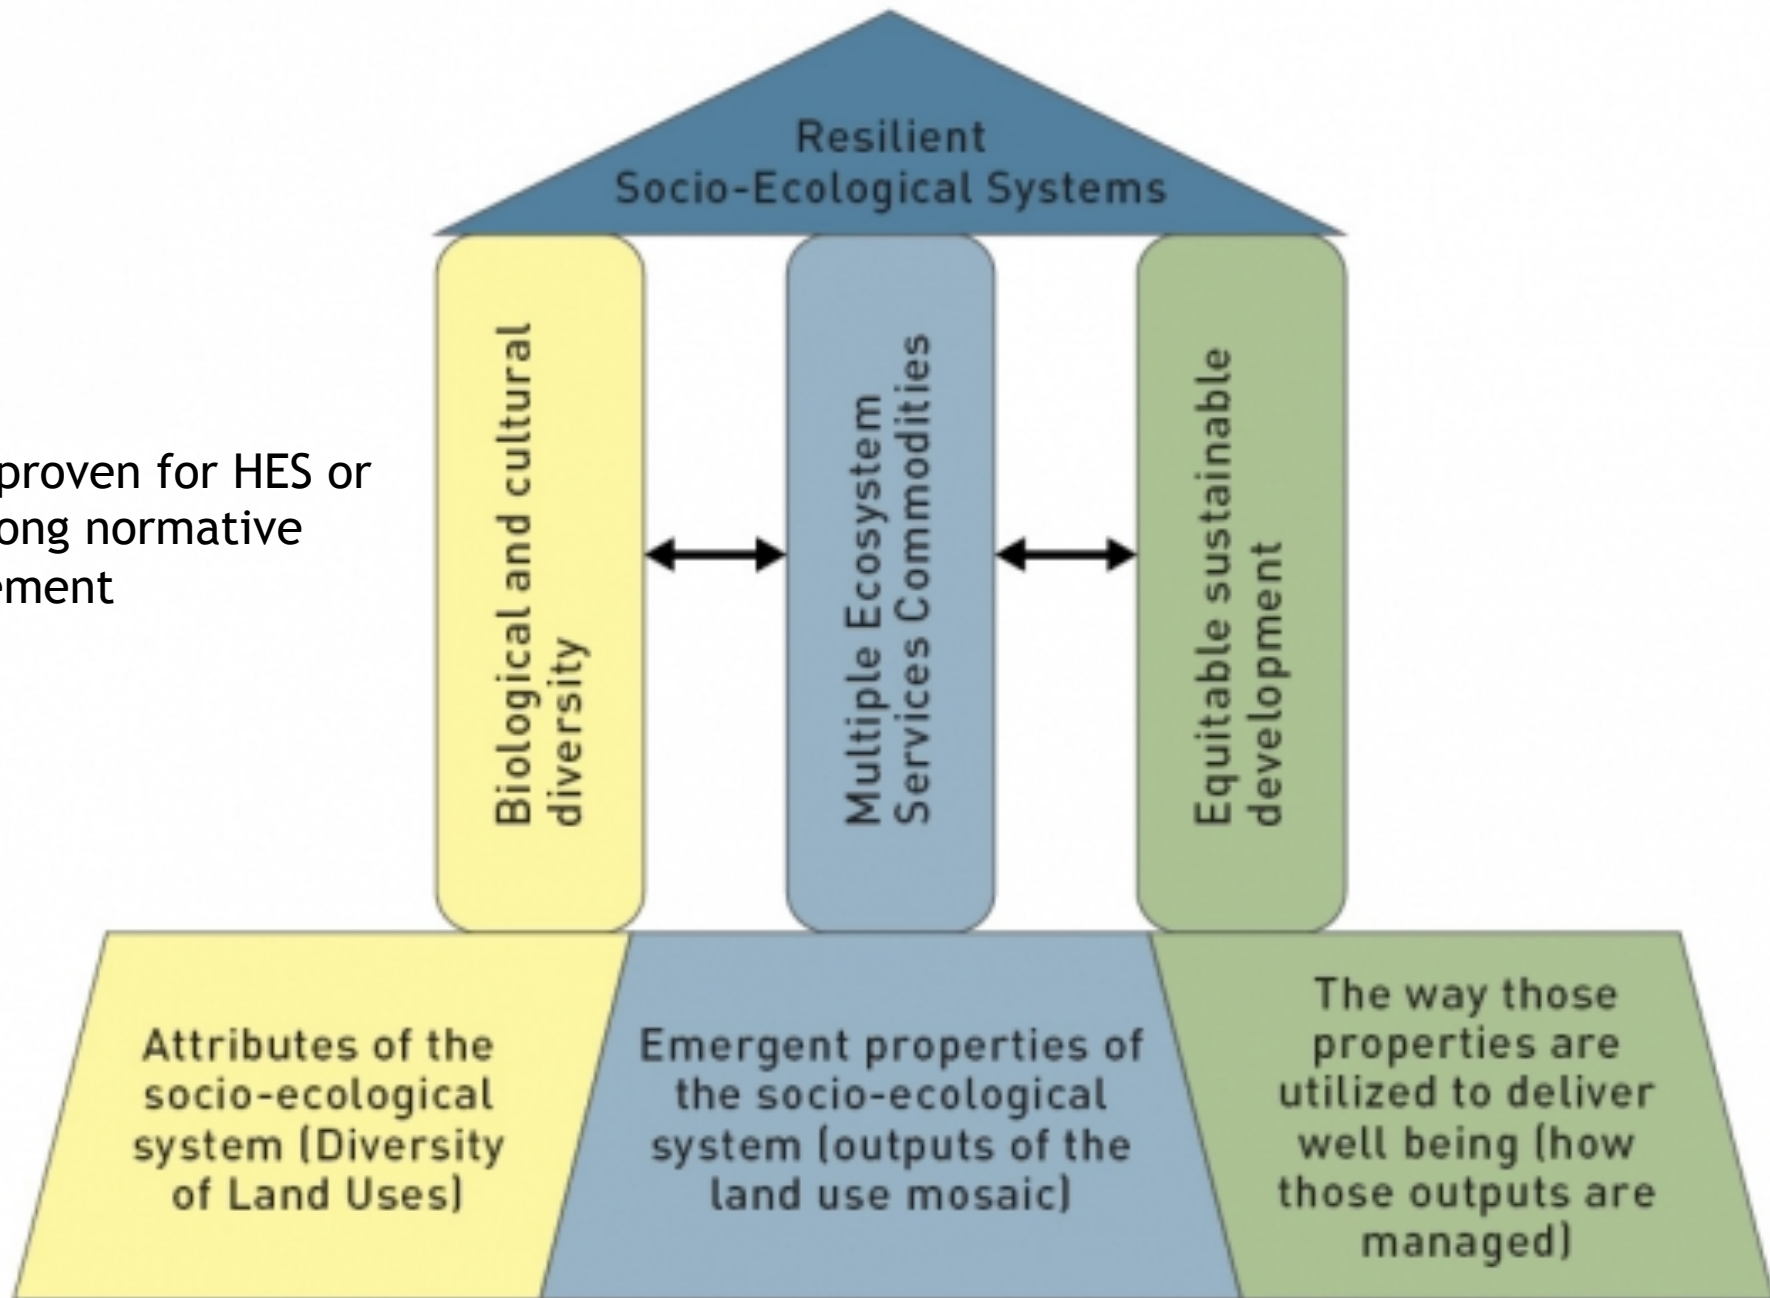 Resilient
Socio-Ecological Systems
proven for HES or
ong normative
ement
Biological and cultural
diversity
Multiple Ecosystem
Services Commodities
Equitable sustainable
development
Attributes of the
socio-ecological
system (Diversity
of Land Uses)
Emergent properties of
the socio-ecological
system (outputs of the
land use mosaic)
The way those
properties are
utilized to deliver
well being (how
those outputs are
managed)